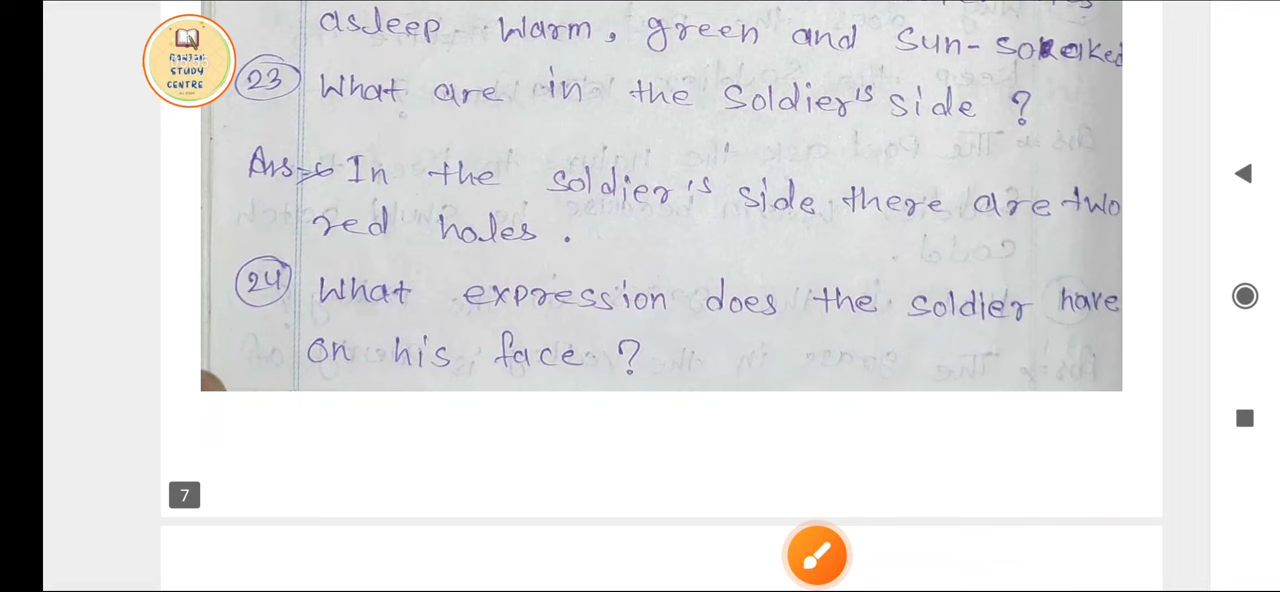 asleep. Warm, green and Sun-soaked
23 What are in the Soldier's side ?
Ans⇒ In the soldier's side there are two
red holes.
24 What expression does the soldier have
on his face ?
STUDY
CENTRE
7